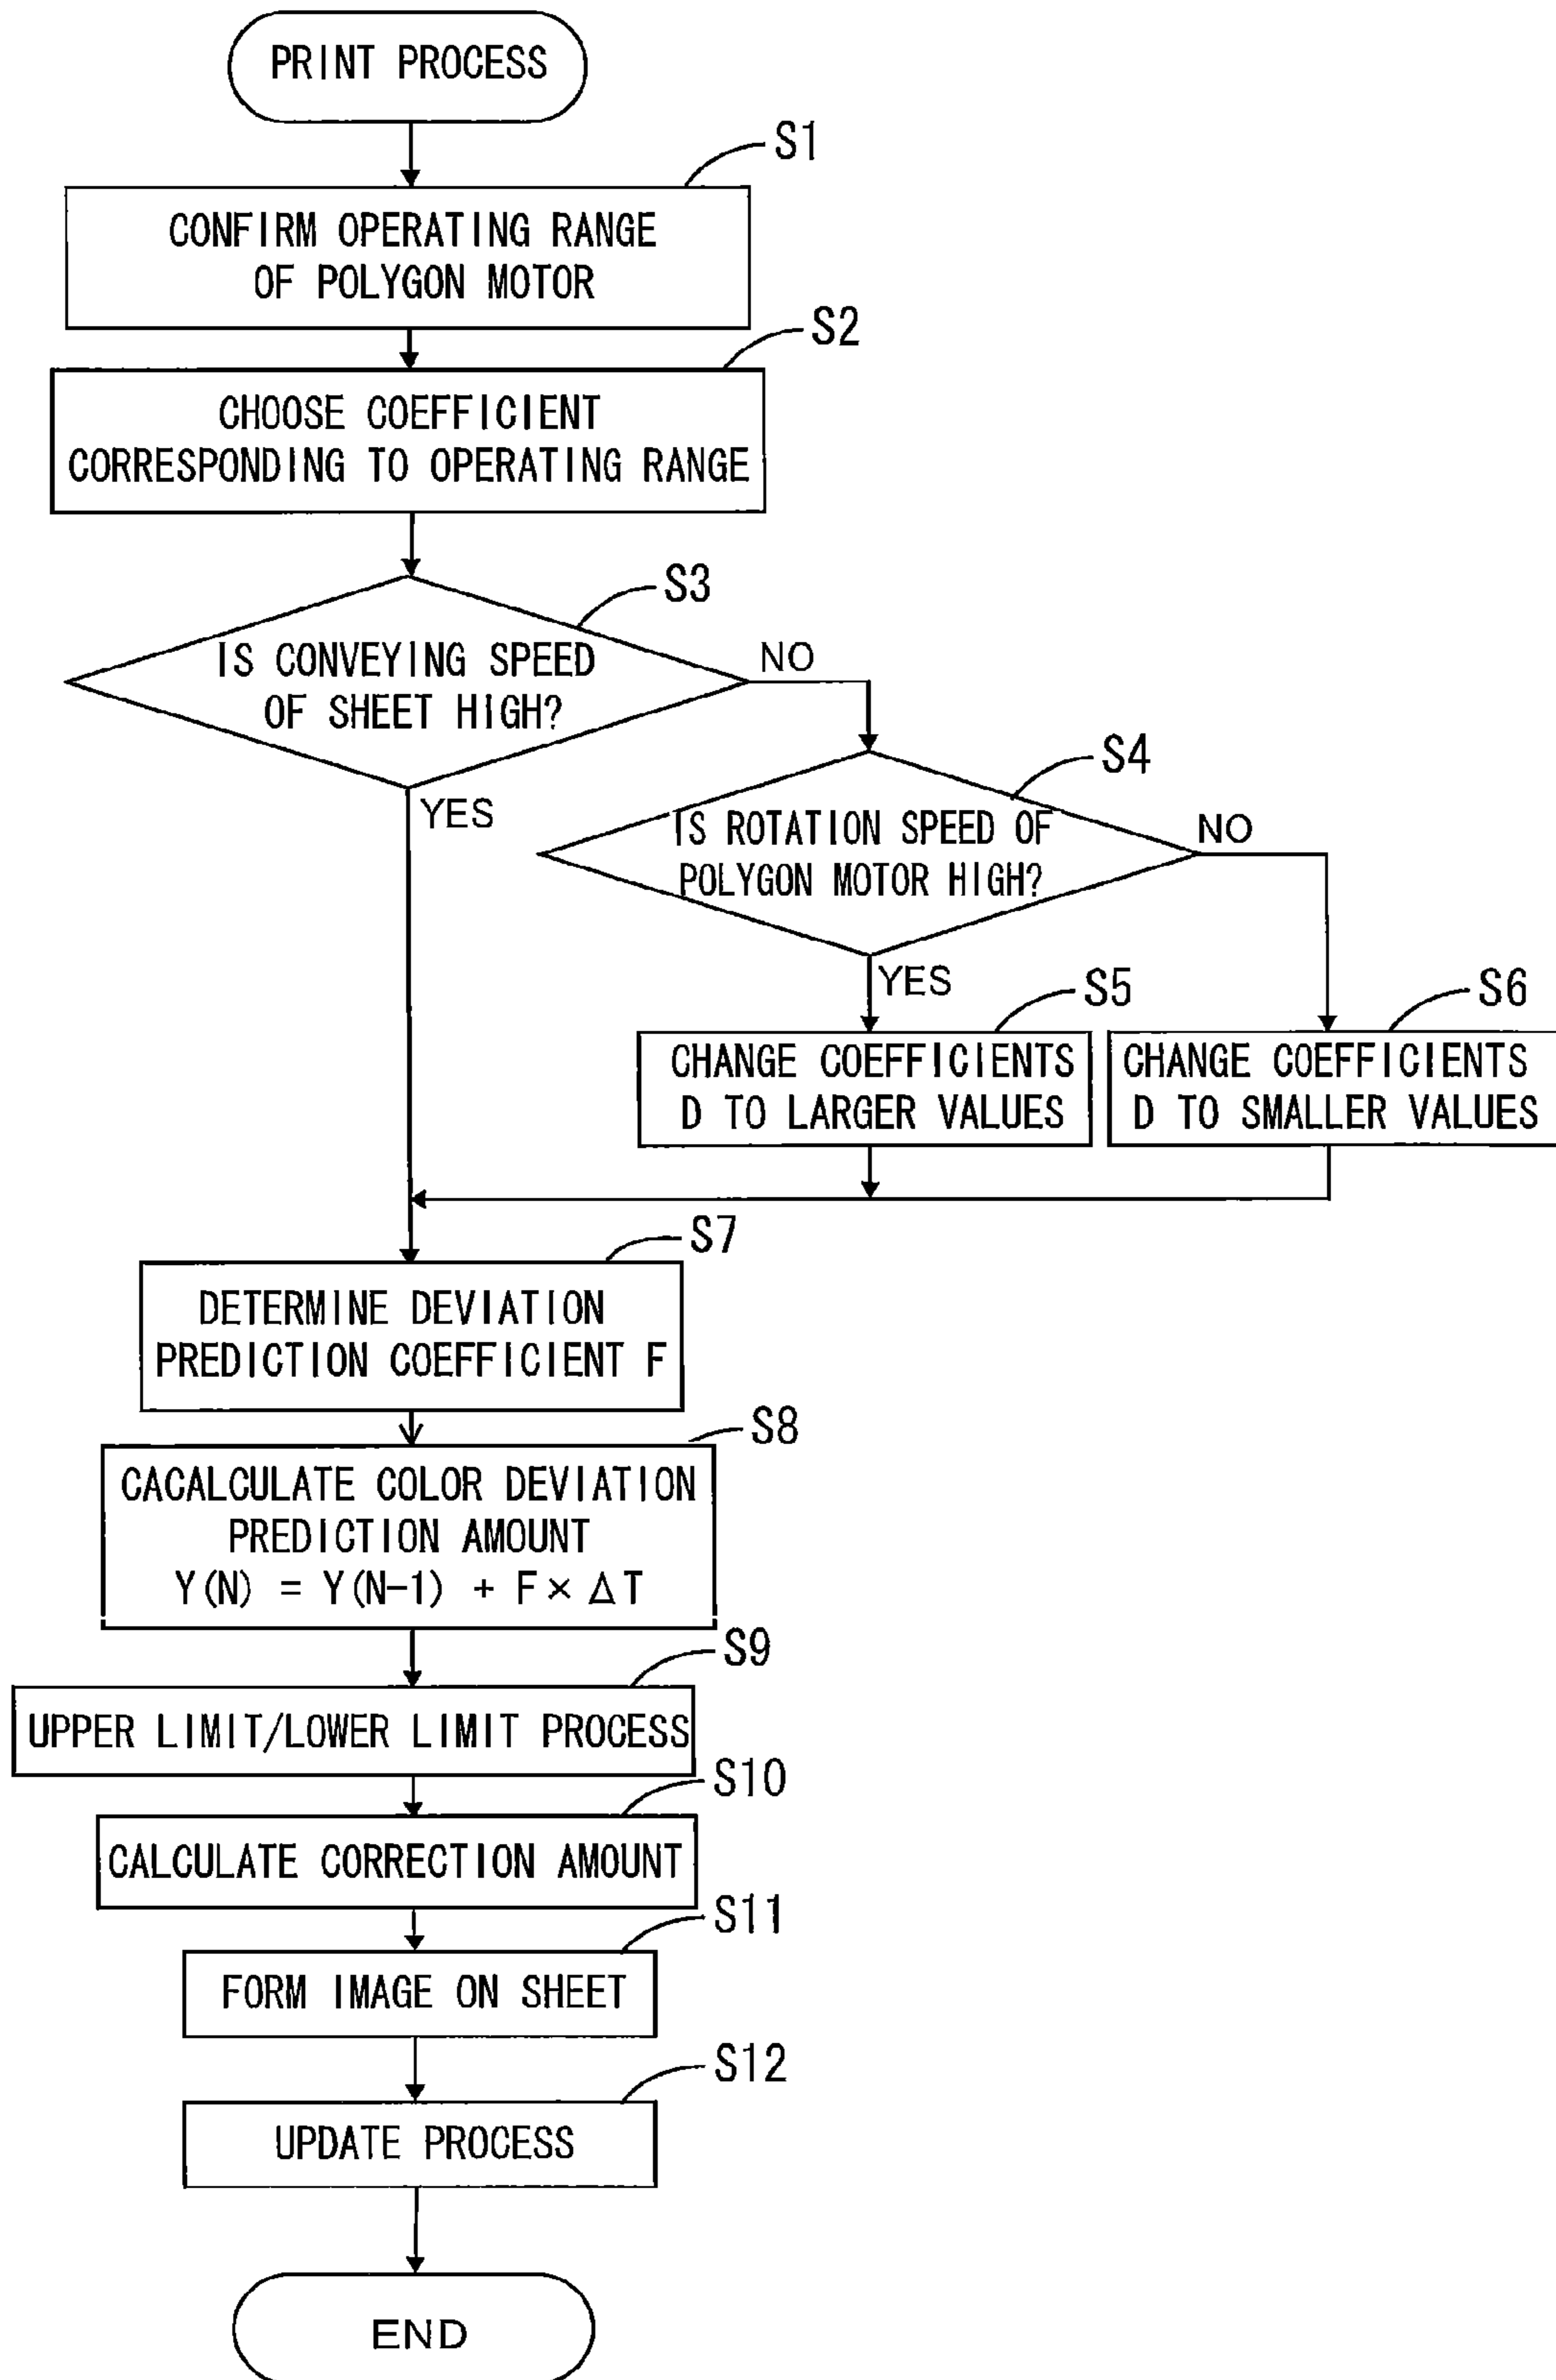 PRINT PROCESS
S1
CONFIRM OPERATING RANGE
OF POLYGON MOTOR
S2
CHOOSE COEFFICIENT
CORRESPONDING TO OPERATING RANGE
S3
IS CONVEYING SPEED
OF SHEET HIGH?
NO
YES
S4
IS ROTATION SPEED OF
POLYGON MOTOR HIGH?
NO
YES
S5
CHANGE COEFFICIENTS
D TO LARGER VALUES
S6
CHANGE COEFFICIENTS
D TO SMALLER VALUES
S7
DETERMINE DEVIATION
PREDICTION COEFFICIENT F
S8
CACALCULATE COLOR DEVIATION
PREDICTION AMOUNT
Y(N) = Y(N-1) + F× ΔT
S9
UPPER LIMIT/LOWER LIMIT PROCESS
S10
CALCULATE CORRECTION AMOUNT
S11
FORM IMAGE ON SHEET
S12
UPDATE PROCESS
END